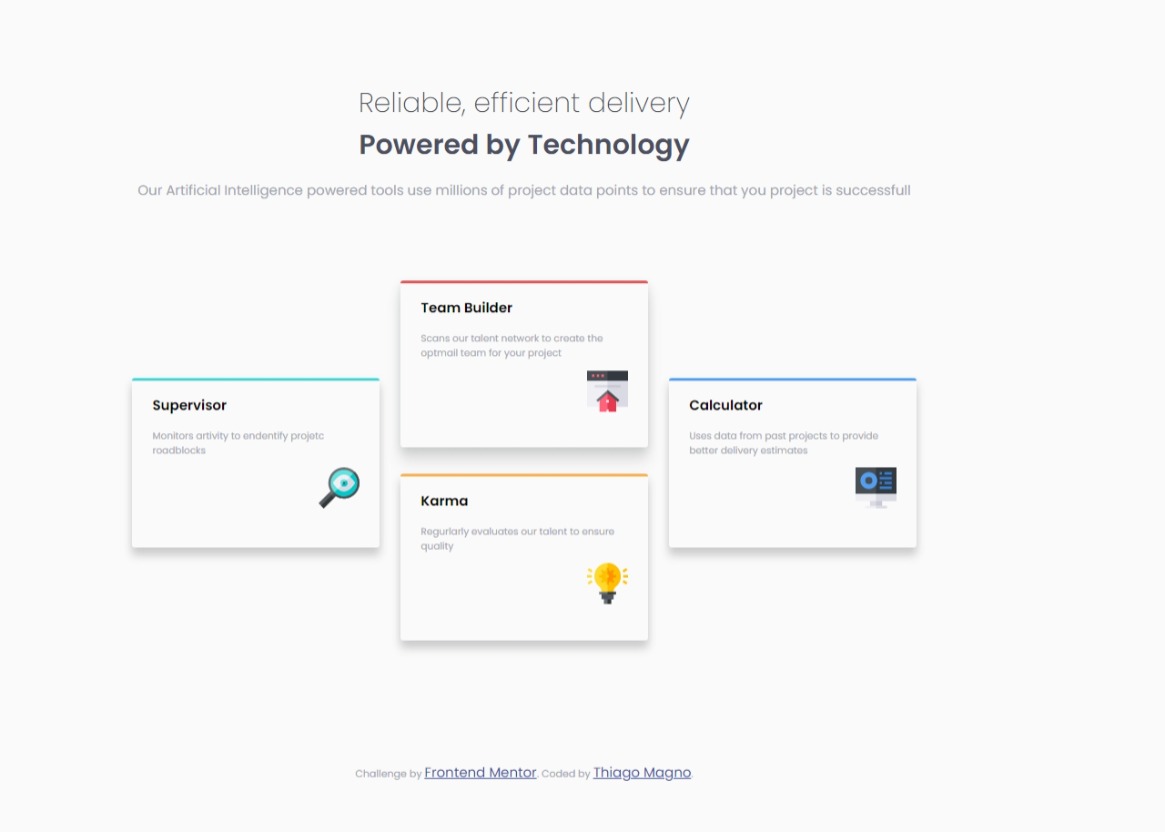 Reliable, efficient delivery
Powered by Technology
Our Artificial Intelligence powered tools use millions of project data points to ensure that you project is successfull
Team Builder
Scans our talent network to create the
optmail team for your project
Supervisor
Monitors artivity to endentify projetc
roadblocks
Calculator
Uses data from past projects to provide
better delivery estimates
Karma
Regurlarly evaluates our talent to ensure
quality
Challenge by Frontend Mentor. Coded by Thiago Magno.